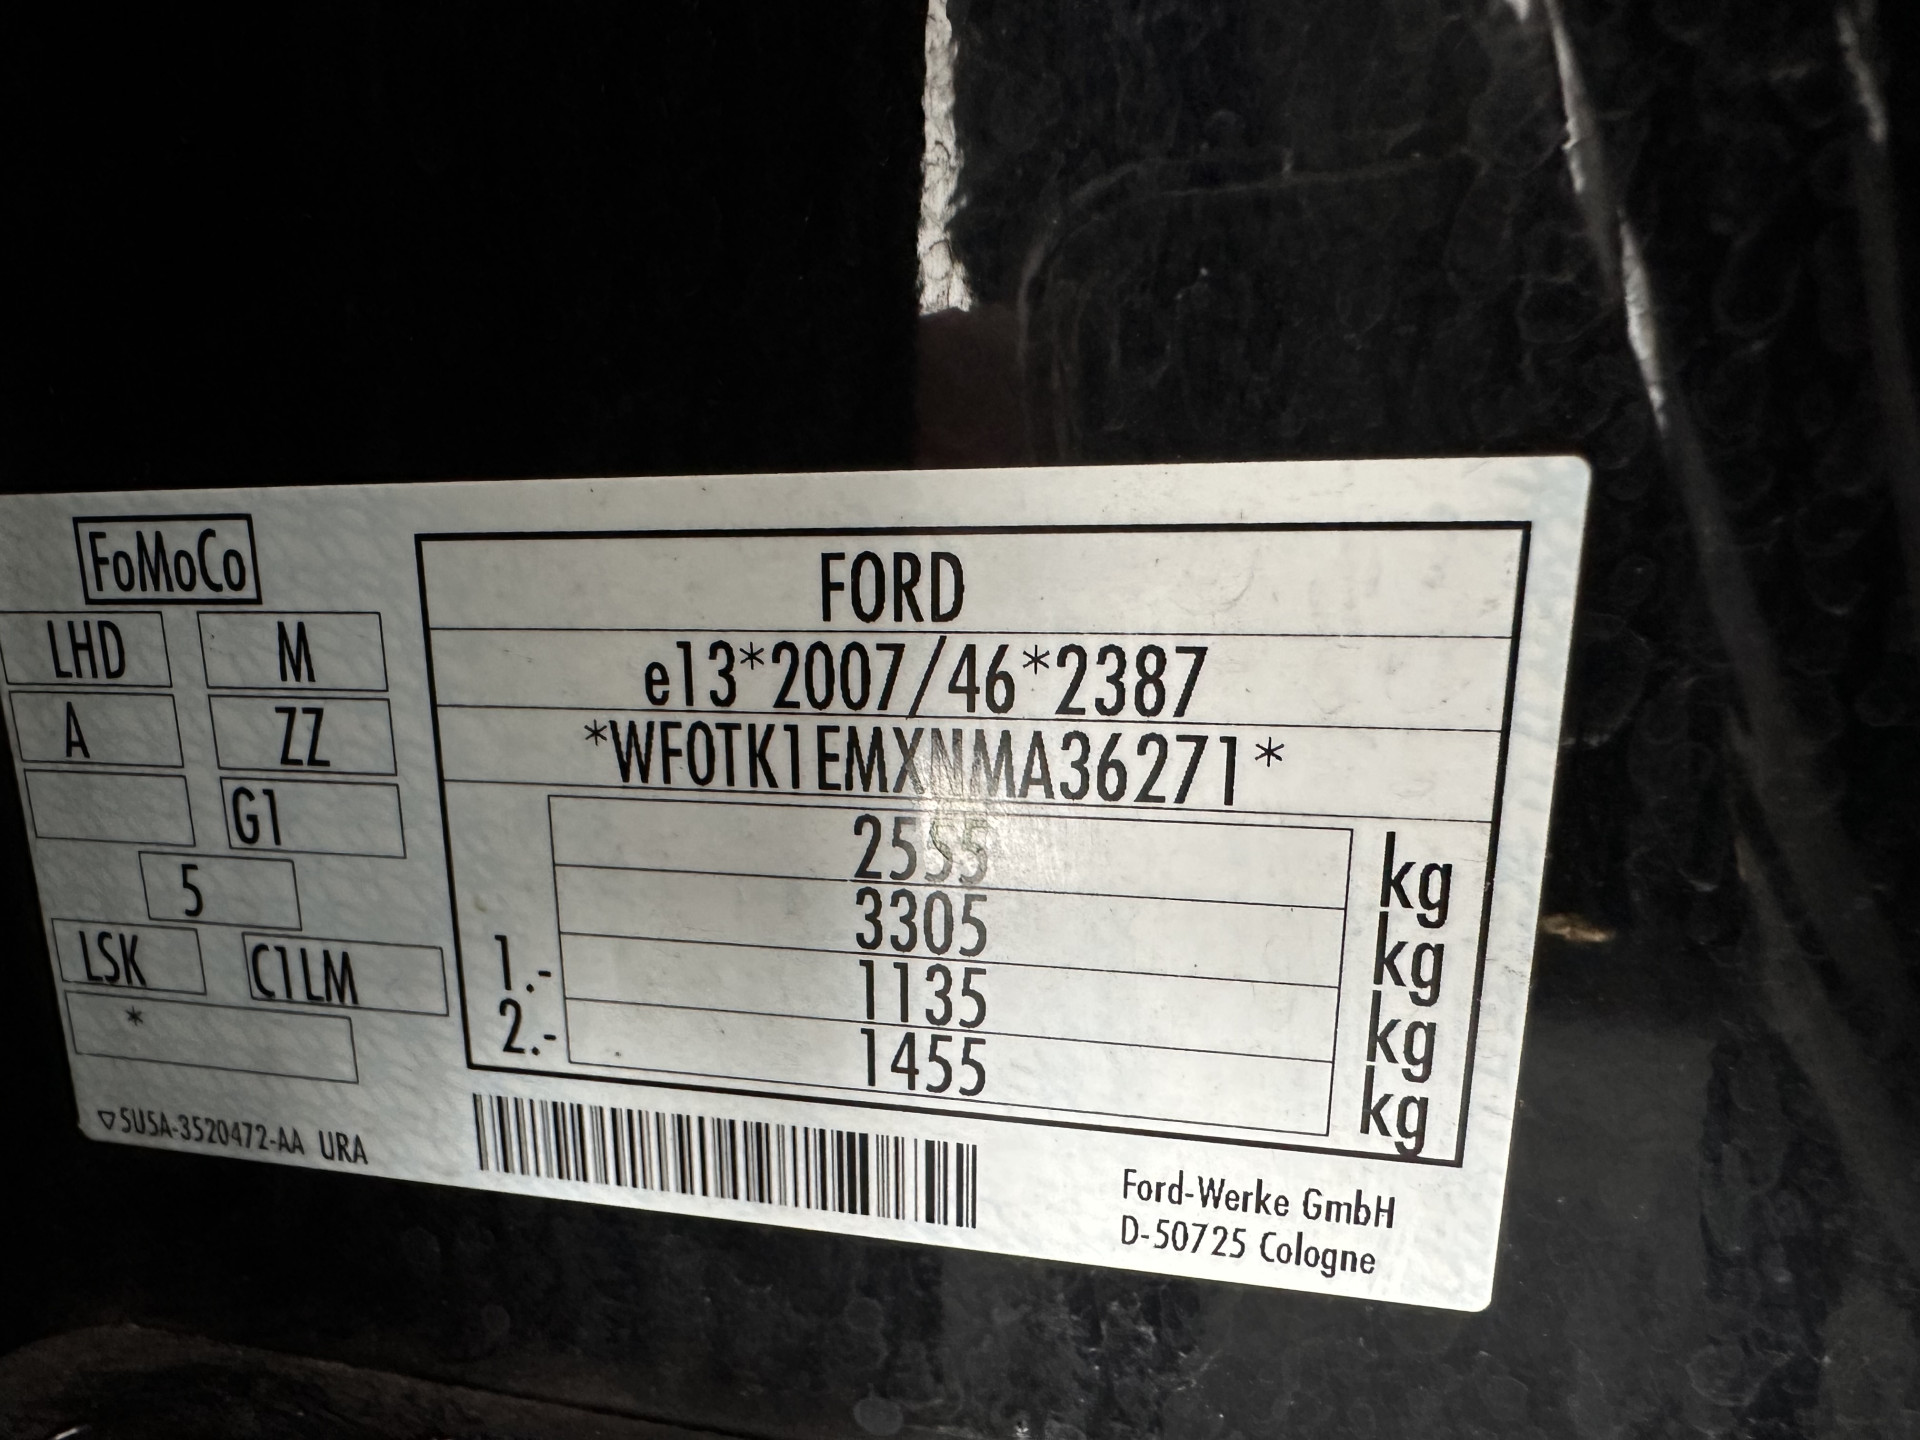 FoMoCo
LHD M
A ZZ
G1
5
LSK C1LM
*
5U5A-3520472-AA URA
FORD
e13*2007/46*2387
*WF0TK1EMXNMA36271*
2555 kg
3305 kg
1.- 1135 kg
2.- 1455 kg
Ford-Werke GmbH
D-50725 Cologne